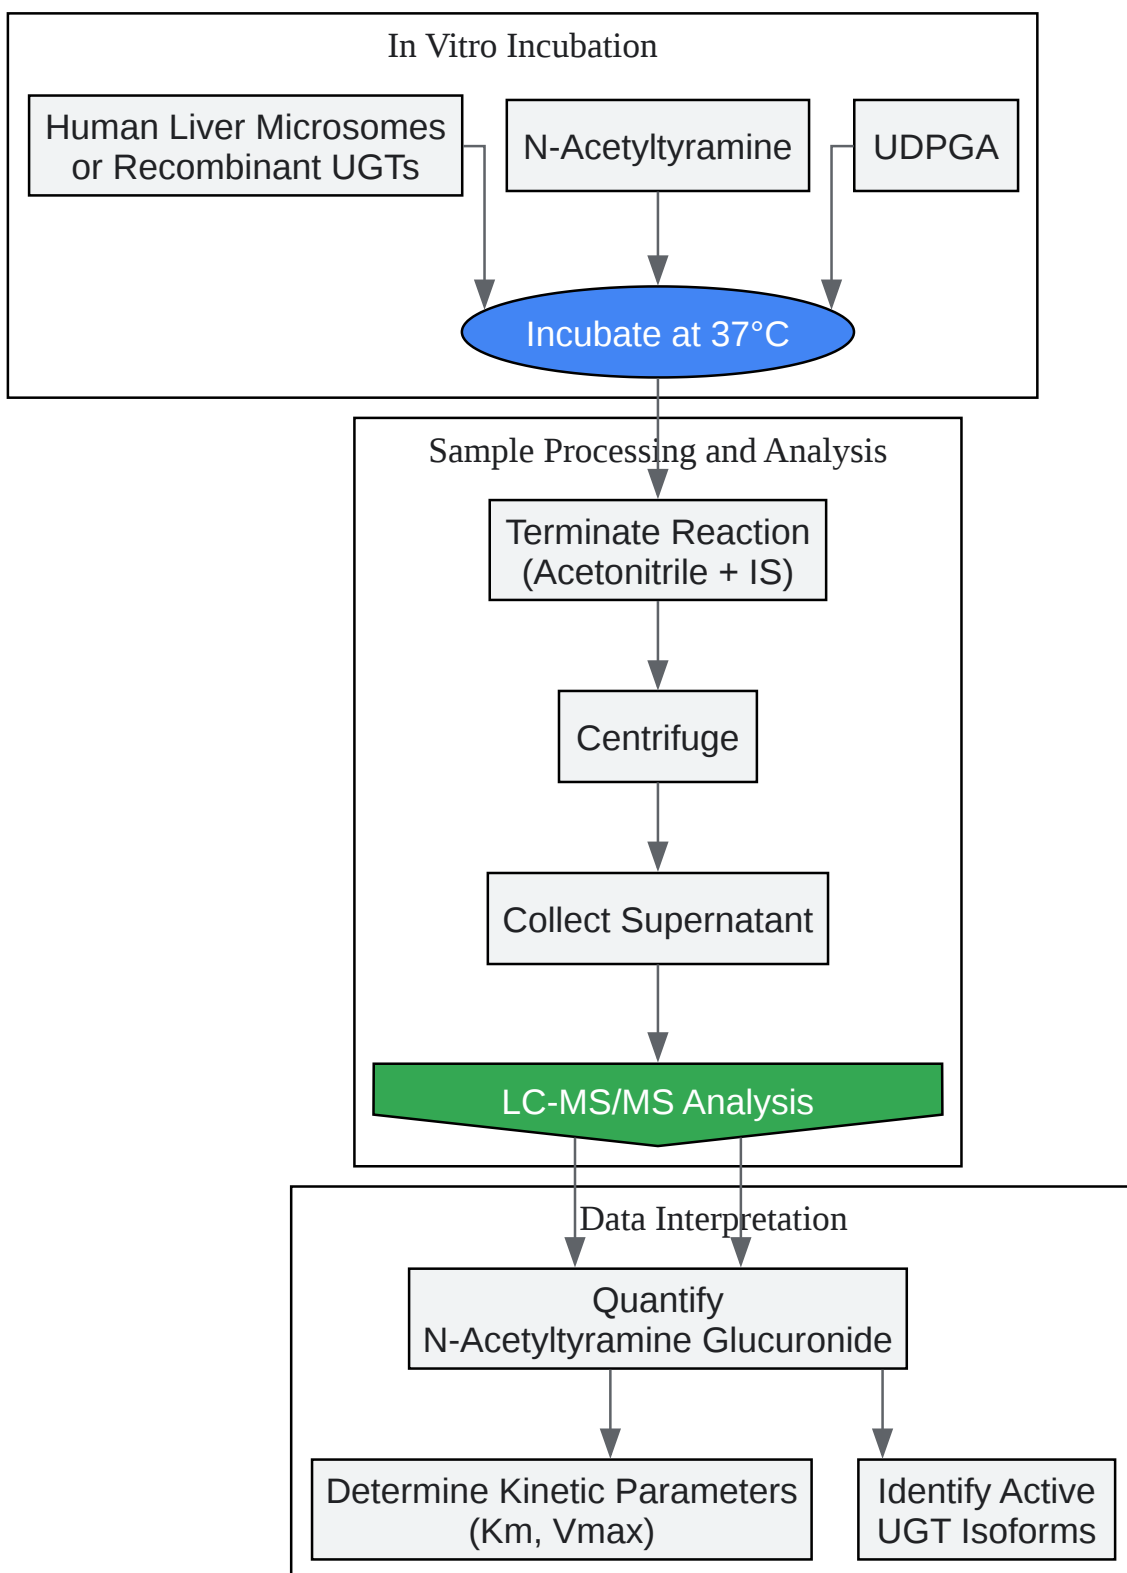 In Vitro Incubation
Human Liver Microsomes
or Recombinant UGTs
N-Acetyltyramine
UDPGA
Incubate at 37°C
Sample Processing and Analysis
Terminate Reaction
(Acetonitrile + IS)
Centrifuge
Collect Supernatant
LC-MS/MS Analysis
Data Interpretation
Quantify
N-Acetyltyramine Glucuronide
Determine Kinetic Parameters
(Km, Vmax)
Identify Active
UGT Isoforms